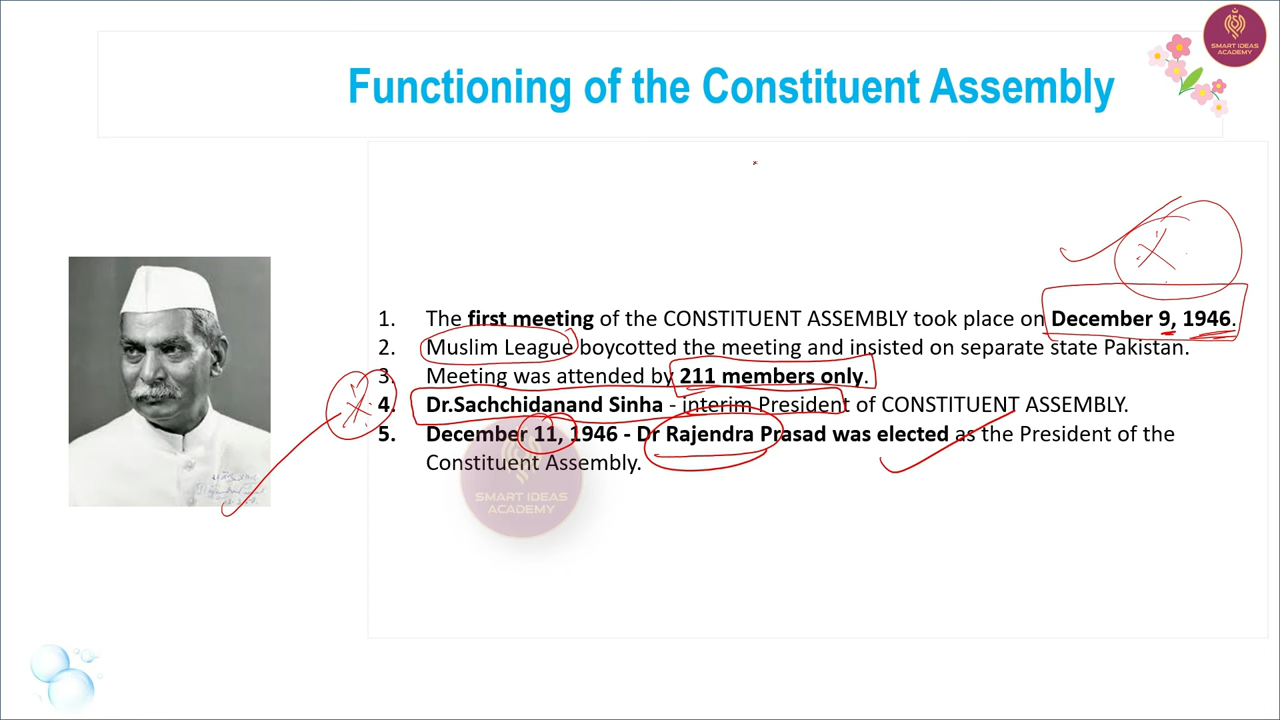 SMART IDEAS
ACADEMY
Functioning of the Constituent Assembly
1. The first meeting of the CONSTITUENT ASSEMBLY took place on December 9, 1946.
2. Muslim League boycotted the meeting and insisted on separate state Pakistan.
3. Meeting was attended by 211 members only.
4. Dr.Sachchidanand Sinha - interim President of CONSTITUENT ASSEMBLY.
5. December 11, 1946 - Dr Rajendra Prasad was elected as the President of the
Constituent Assembly.
SMART IDEAS
ACADEMY